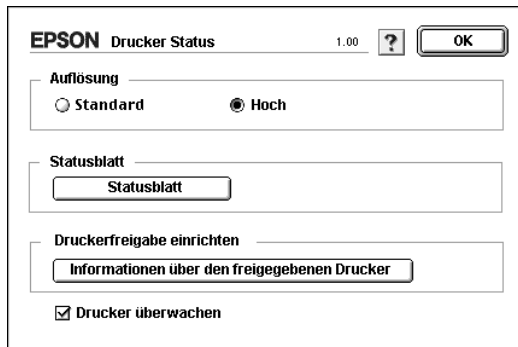 EPSON Drucker Status 1.00 ? OK
Auflösung
Standard Hoch
Statusblatt
Statusblatt
Druckerfreigabe einrichten
Informationen über den freigegebenen Drucker
Drucker überwachen